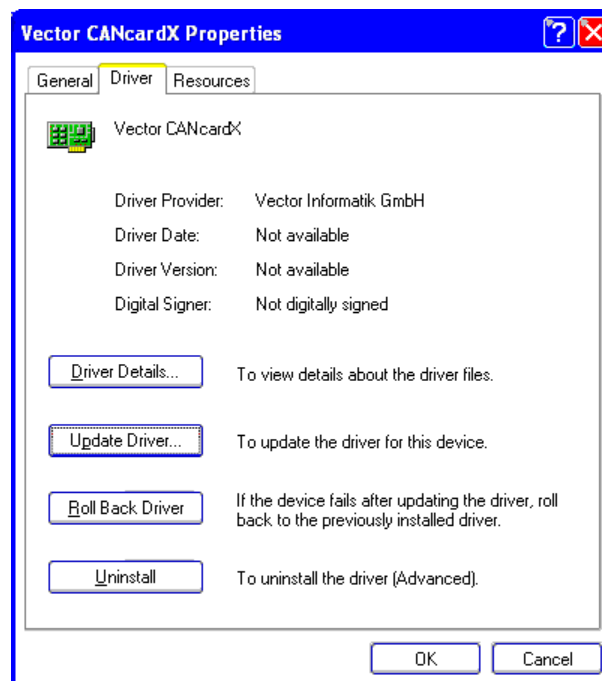 Vector CANcardX Properties
General Driver Resources
Vector CANcardX
Driver Provider: Vector Informatik GmbH
Driver Date: Not available
Driver Version: Not available
Digital Signer: Not digitally signed
Driver Details... To view details about the driver files.
Update Driver... To update the driver for this device.
Roll Back Driver If the device fails after updating the driver, roll
back to the previously installed driver.
Uninstall To uninstall the driver (Advanced).
OK Cancel